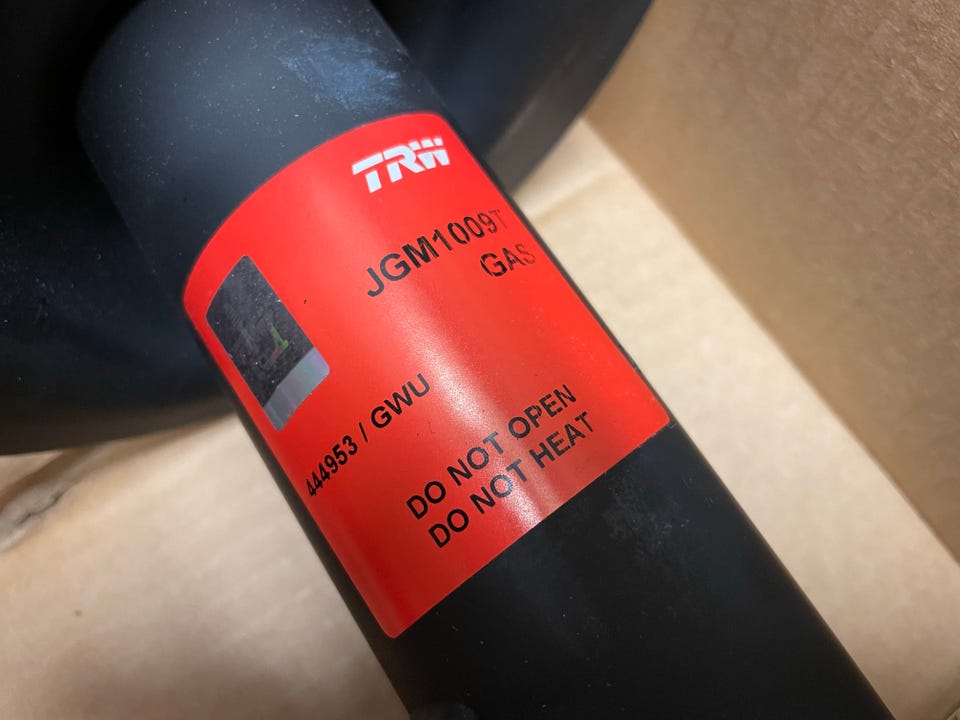 TRW
JGM1009T
GAS
444953 / GWU
DO NOT OPEN
DO NOT HEAT